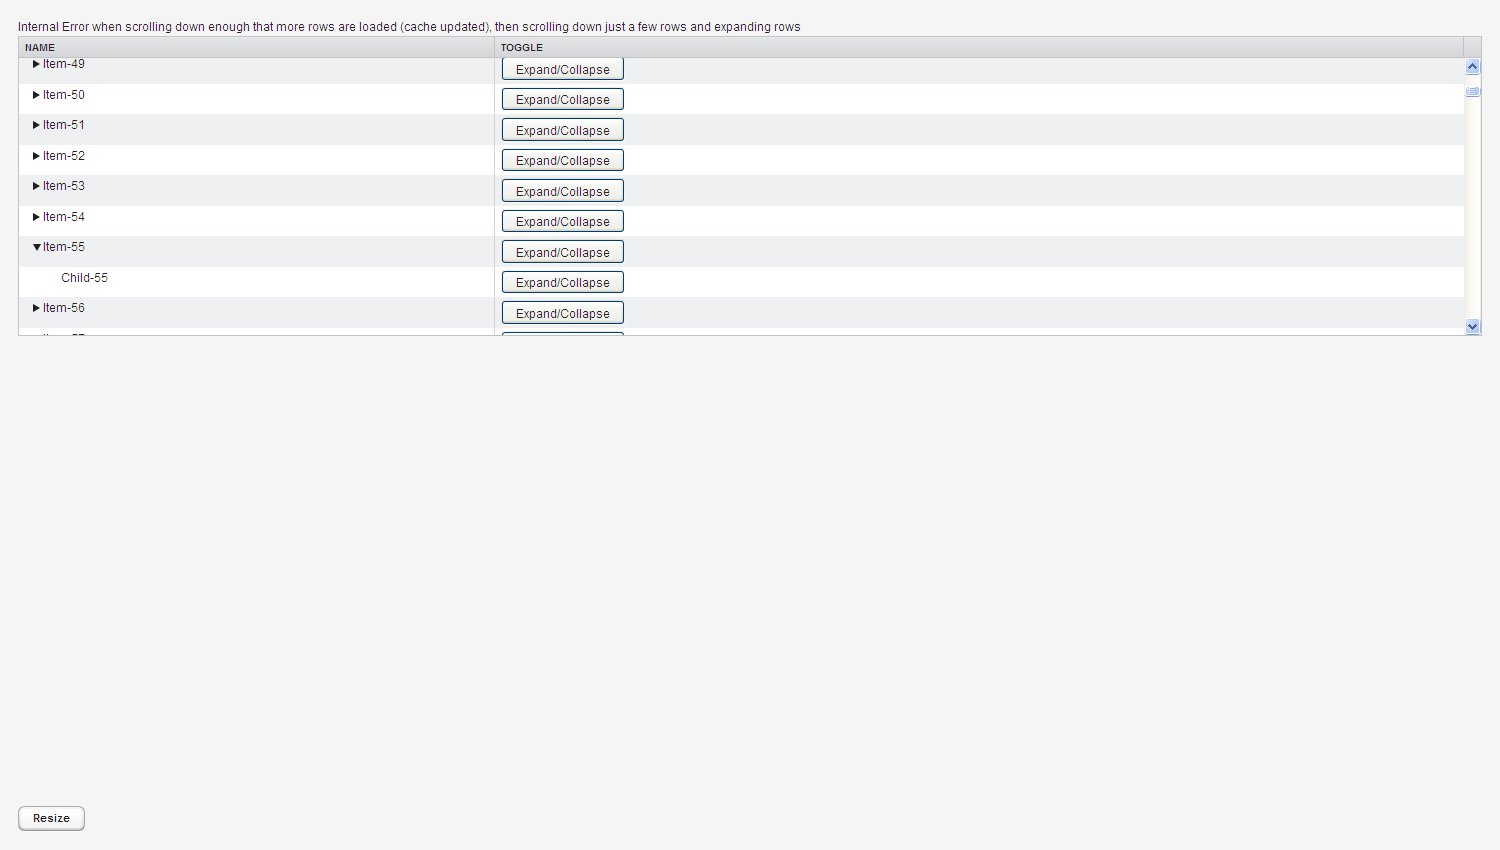 Internal Error when scrolling down enough that more rows are loaded (cache updated), then scrolling down just a few rows and expanding rows
NAME TOGGLE
Item-49 Expand/Collapse
Item-50 Expand/Collapse
Item-51 Expand/Collapse
Item-52 Expand/Collapse
Item-53 Expand/Collapse
Item-54 Expand/Collapse
Item-55 Expand/Collapse
Child-55 Expand/Collapse
Item-56 Expand/Collapse
Resize